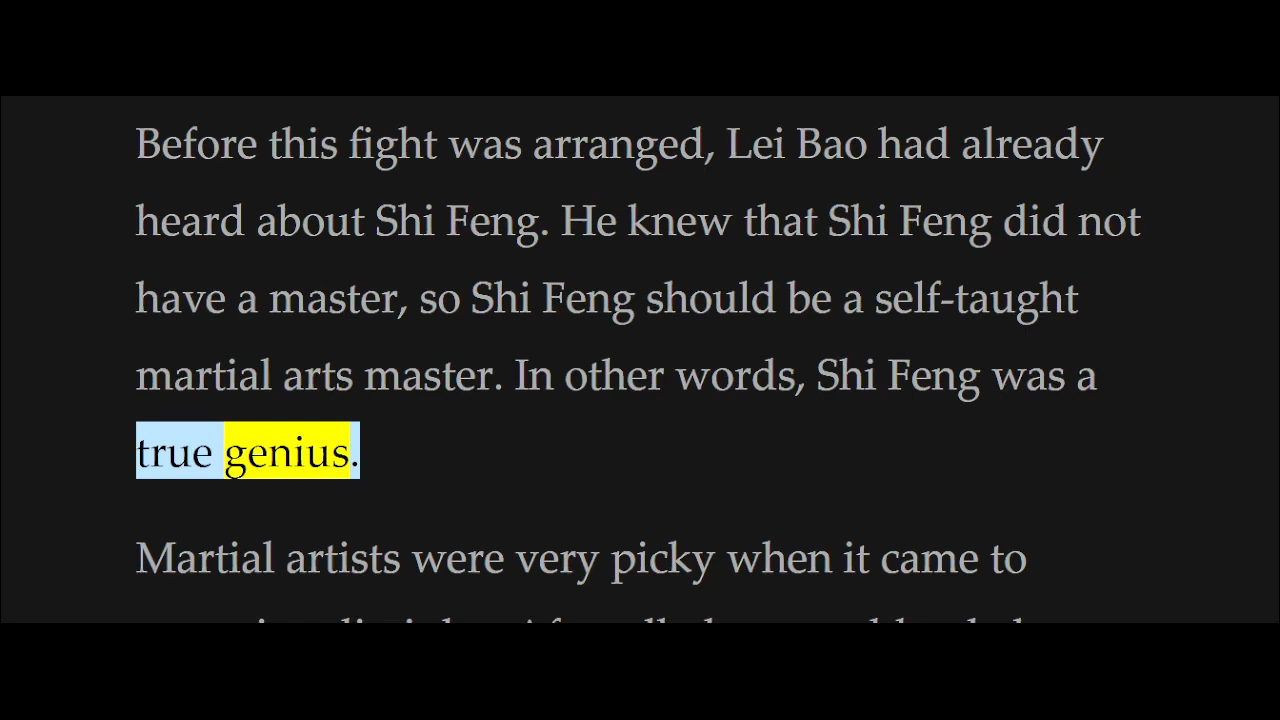 Before this fight was arranged, Lei Bao had already
heard about Shi Feng. He knew that Shi Feng did not
have a master, so Shi Feng should be a self-taught
martial arts master. In other words, Shi Feng was a
true genius.
Martial artists were very picky when it came to